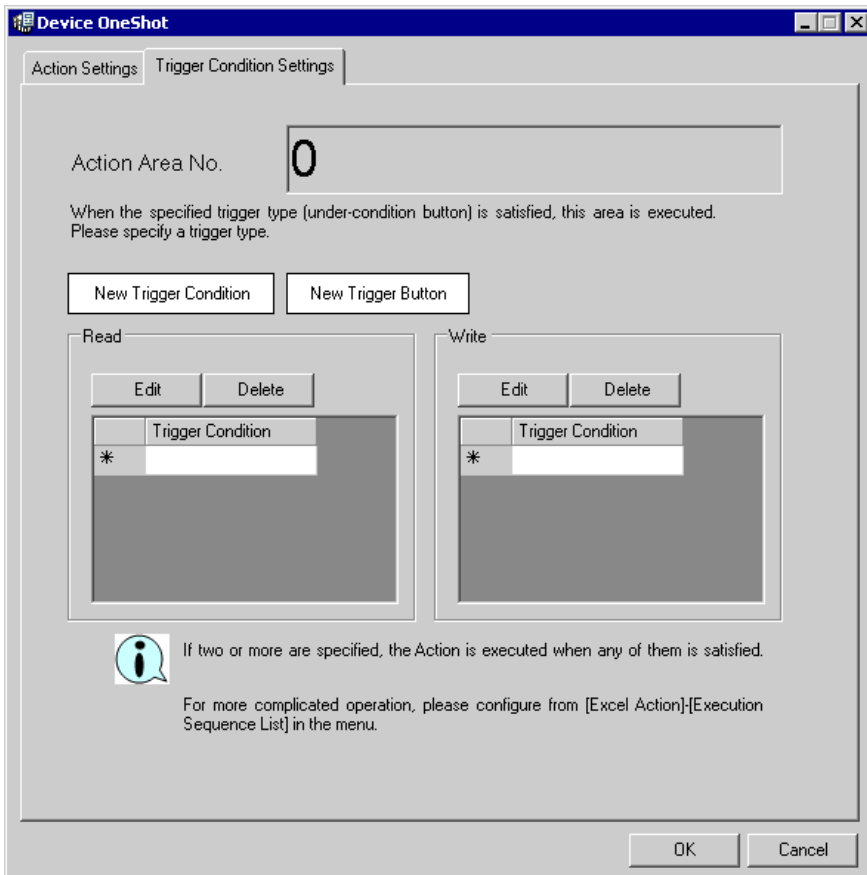 Device OneShot
Action Settings
Trigger Condition Settings
Action Area No.
0
When the specified trigger type (under-condition button) is satisfied, this area is executed.
Please specify a trigger type.
New Trigger Condition
New Trigger Button
Read
Write
Edit
Delete
Edit
Delete
Trigger Condition
Trigger Condition
*
*
If two or more are specified, the Action is executed when any of them is satisfied.
For more complicated operation, please configure from [Excel Action]-[Execution
Sequence List] in the menu.
OK
Cancel